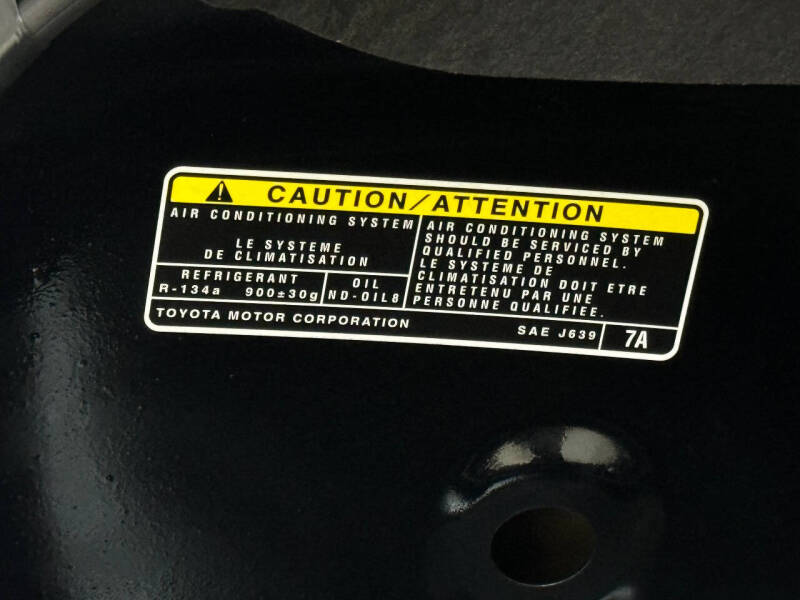 CAUTION/ATTENTION
AIR CONDITIONING SYSTEM
LE SYSTEME
DE CLIMATISATION
REFRIGERANT
R-134a 900±30g
OIL
ND-OIL8
AIR CONDITIONING SYSTEM
SHOULD BE SERVICED BY
QUALIFIED PERSONNEL.
LE SYSTEME DE
CLIMATISATION DOIT ETRE
ENTRETENU PAR UNE
PERSONNE QUALIFIEE.
TOYOTA MOTOR CORPORATION
SAE J639
7A